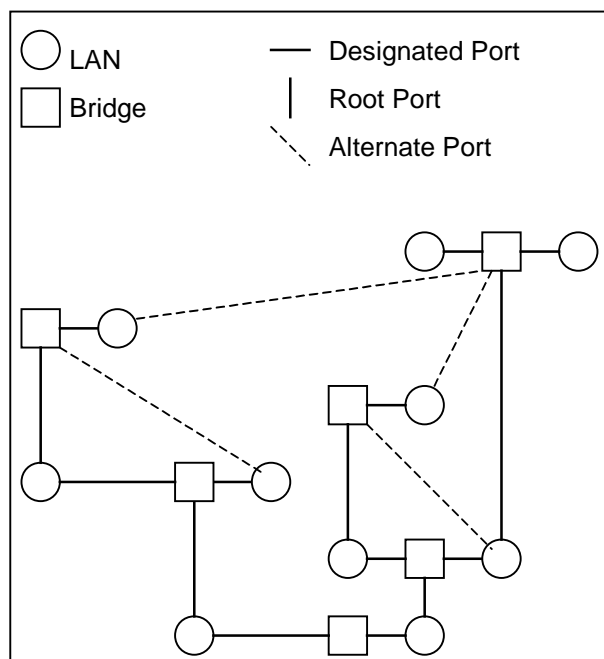 LAN
Bridge
Designated Port
Root Port
Alternate Port